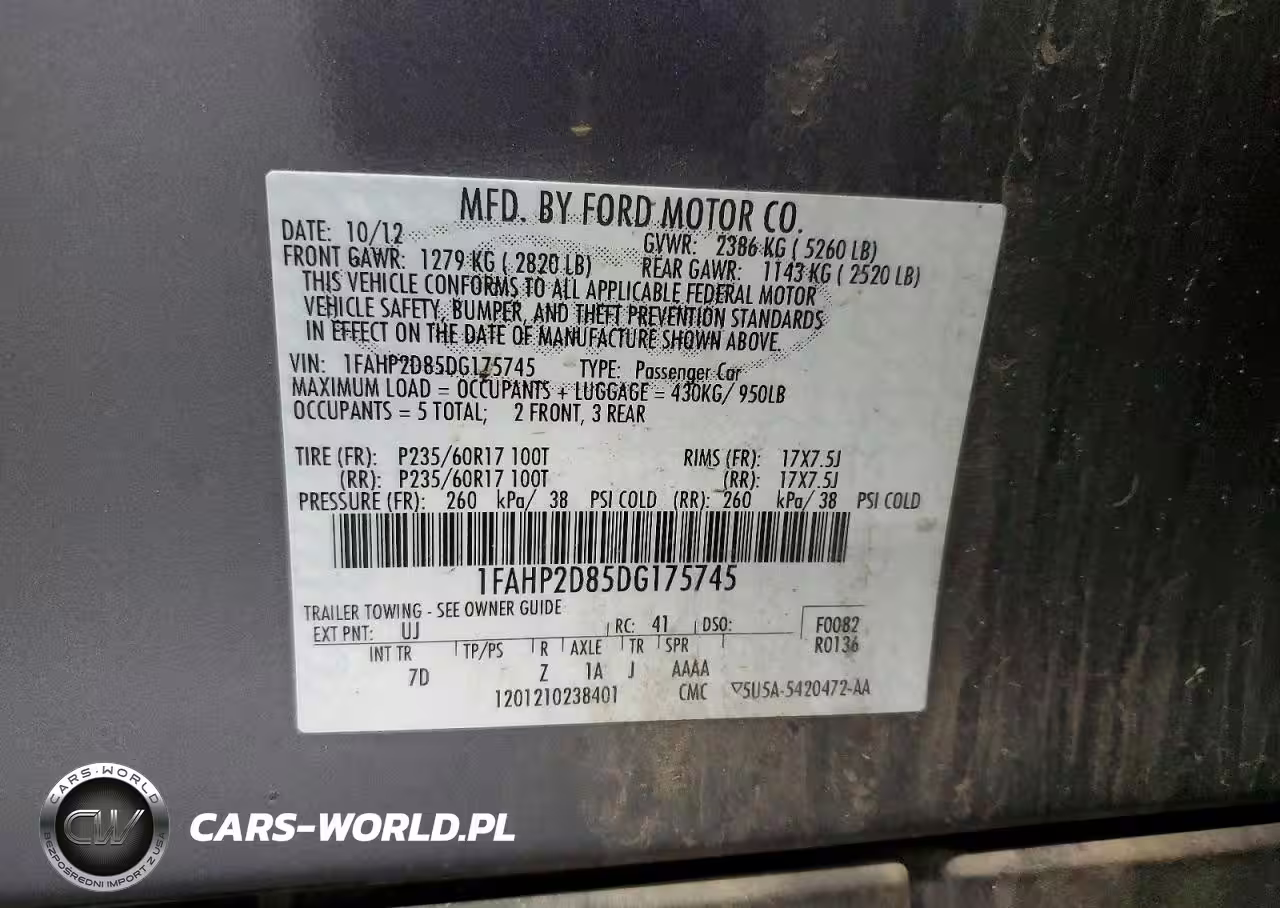 MFD. BY FORD MOTOR CO.
DATE: 10/12 GVWR: 2386 KG ( 5260 LB)
FRONT GAWR: 1279 KG ( 2820 LB) REAR GAWR: 1143 KG ( 2520 LB)
THIS VEHICLE CONFORMS TO ALL APPLICABLE FEDERAL MOTOR
VEHICLE SAFETY, BUMPER, AND THEFT PREVENTION STANDARDS
IN EFFECT ON THE DATE OF MANUFACTURE SHOWN ABOVE.
VIN: 1FAHP2D85DG175745 TYPE: Passenger Car
MAXIMUM LOAD = OCCUPANTS + LUGGAGE = 430KG/ 950LB
OCCUPANTS = 5 TOTAL; 2 FRONT, 3 REAR
TIRE (FR): P235/60R17 100T RIMS (FR): 17X7.5J
(RR): P235/60R17 100T (RR): 17X7.5J
PRESSURE (FR): 260 kPa/ 38 PSI COLD (RR): 260 kPa/ 38 PSI COLD
1FAHP2D85DG175745
TRAILER TOWING - SEE OWNER GUIDE
EXT PNT: UJ RC: 41 DSO: F0082
R0136
INT TR TP/PS R AXLE TR SPR
7D Z 1A J AAAA
1201210238401 CMC ▽5U5A-5420472-AA
CARS-WORLD
CW
BEZPOŚREDNI IMPORT Z USA
CARS-WORLD.PL